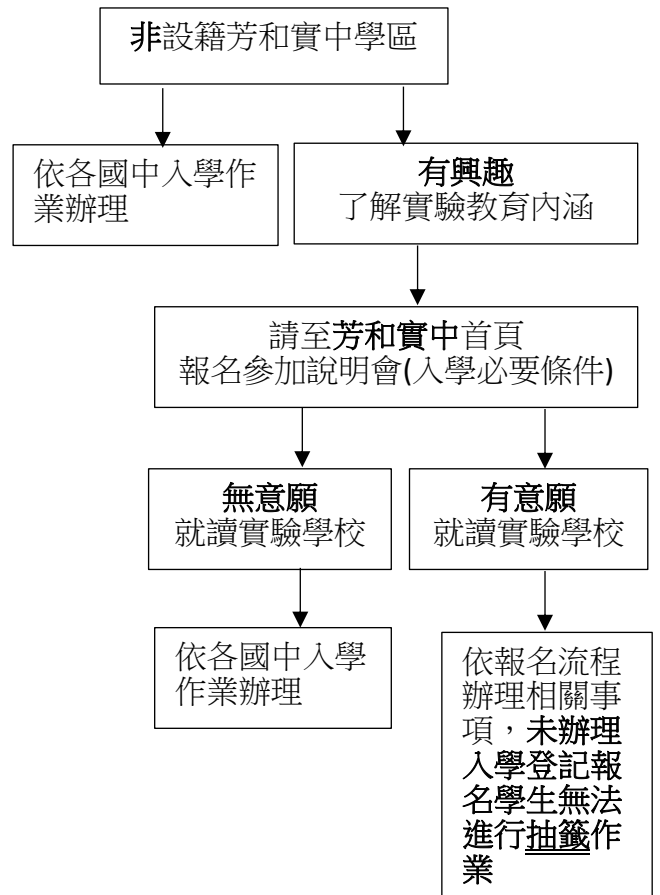 非設籍芳和實中學區
依各國中入學作
業辦理
有興趣
了解實驗教育內涵
請至芳和實中首頁
報名參加說明會(入學必要條件)
無意願
就讀實驗學校
有意願
就讀實驗學校
依各國中入學
作業辦理
依報名流程
辦理相關事
項，未辦理
入學登記報
名學生無法
進行抽籤作
業